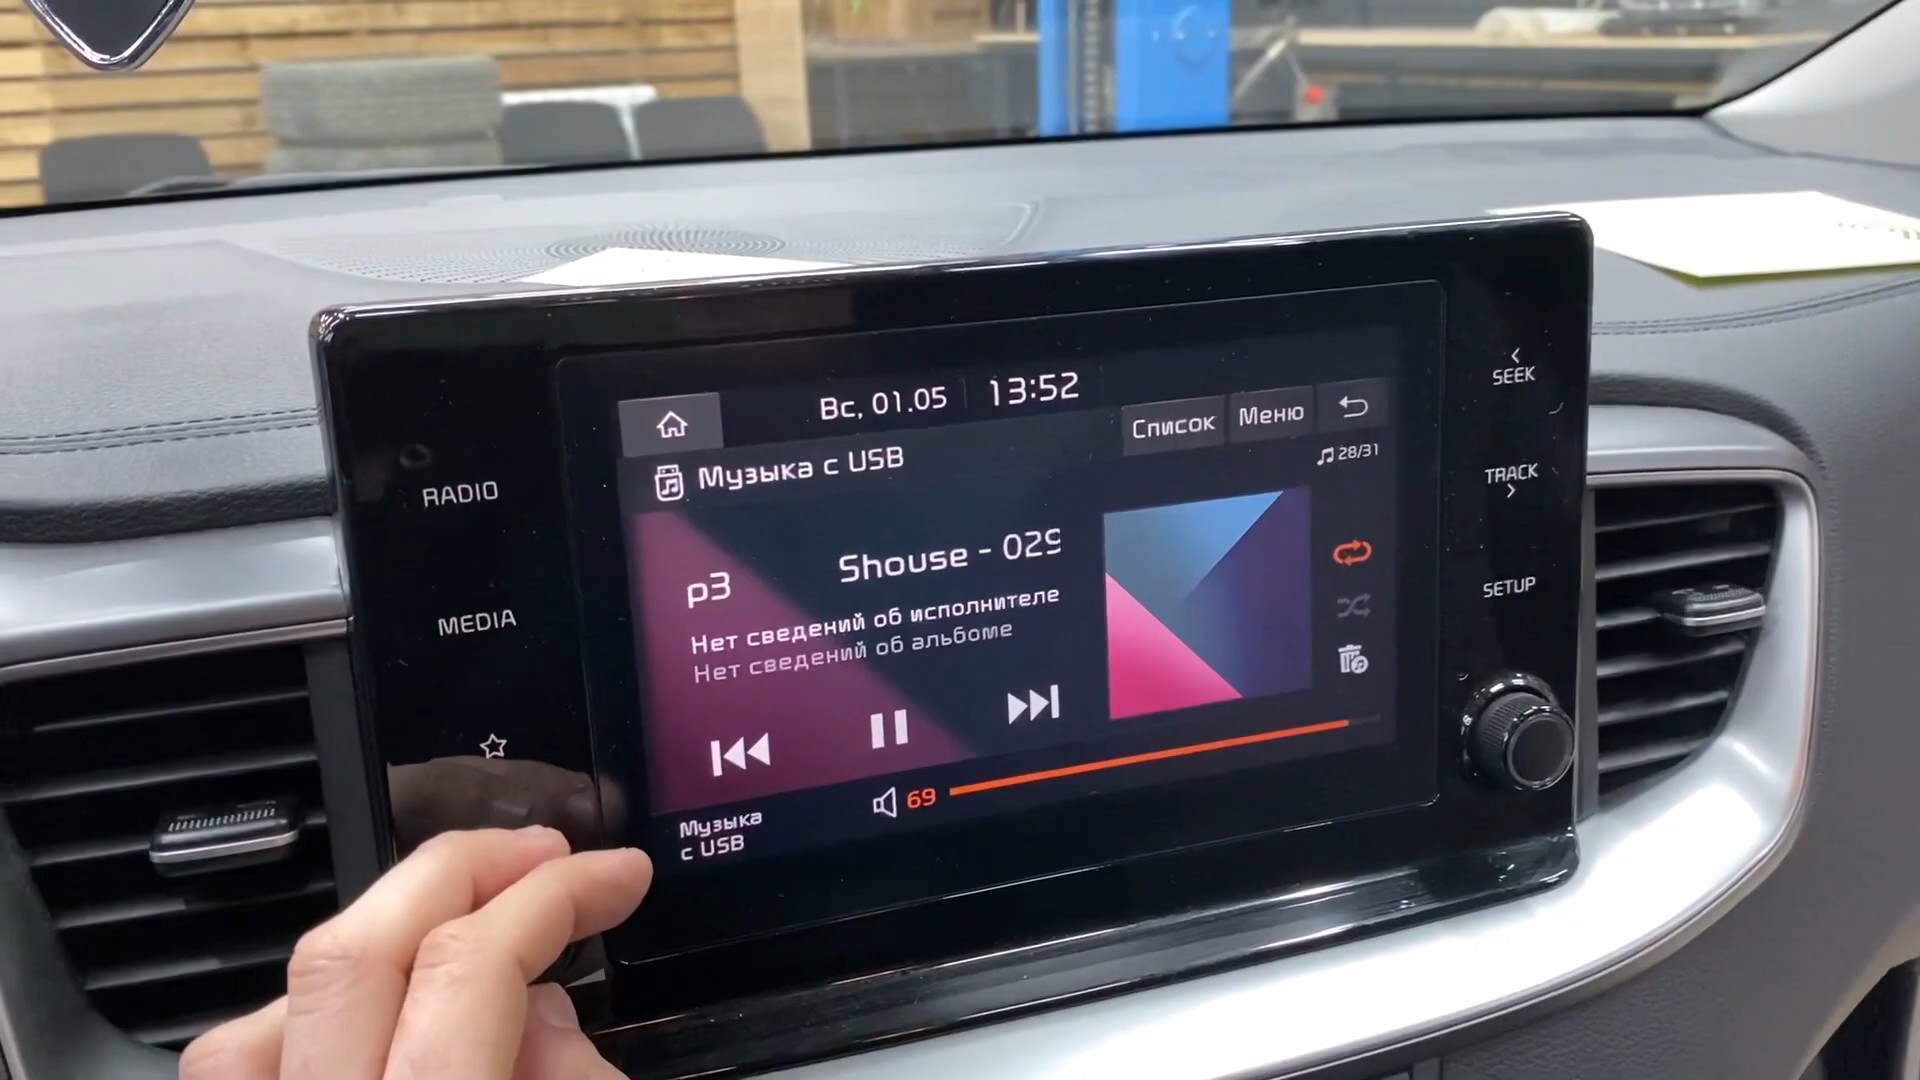 Вс, 01.05 13:52
Список Меню
Музыка с USB
28/31
p3 Shouse - 029
Нет сведений об исполнителе
Нет сведений об альбоме
69
Музыка
с USB
RADIO
MEDIA
SEEK
TRACK
SETUP